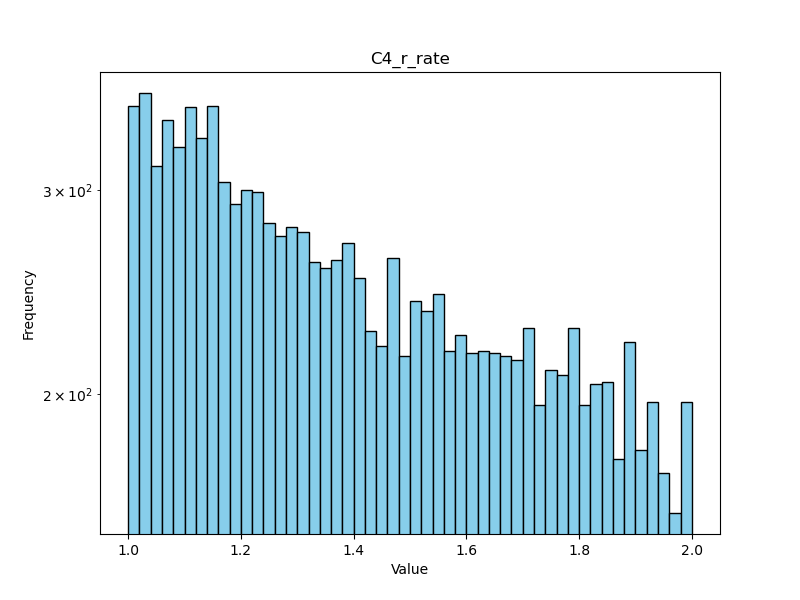 C4_r_rate
Frequency
3 × 10²
2 × 10²
1.0 1.2 1.4 1.6 1.8 2.0
Value